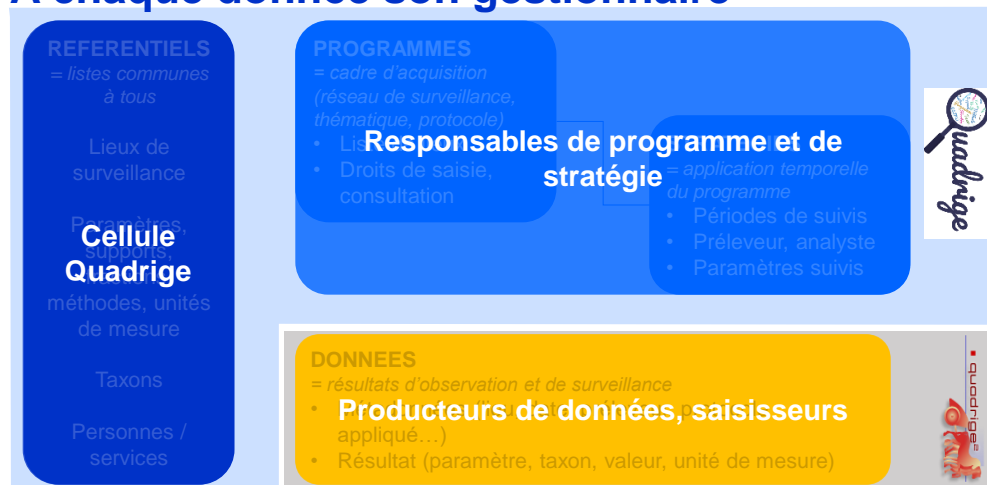 A chaque donnée son gestionnaire
REFERENTIELS
= listes communes
à tous
Lieux de
surveillance
Paramètres,
supports,
méthodes, unités
de mesure
Taxons
Personnes /
services
Cellule
Quadrige
PROGRAMMES
= cadre d'acquisition
(réseau de surveillance,
thématique, protocole)
• Droits de saisie,
consultation
Responsables de programme et de
stratégie
= application temporelle
du programme
• Périodes de suivis
• Préleveur, analyste
• Paramètres suivis
Quadrige
DONNEES
= résultats d'observation et de surveillance
appliqué…)
• Résultat (paramètre, taxon, valeur, unité de mesure)
Producteurs de données, saisisseurs
quadrige²